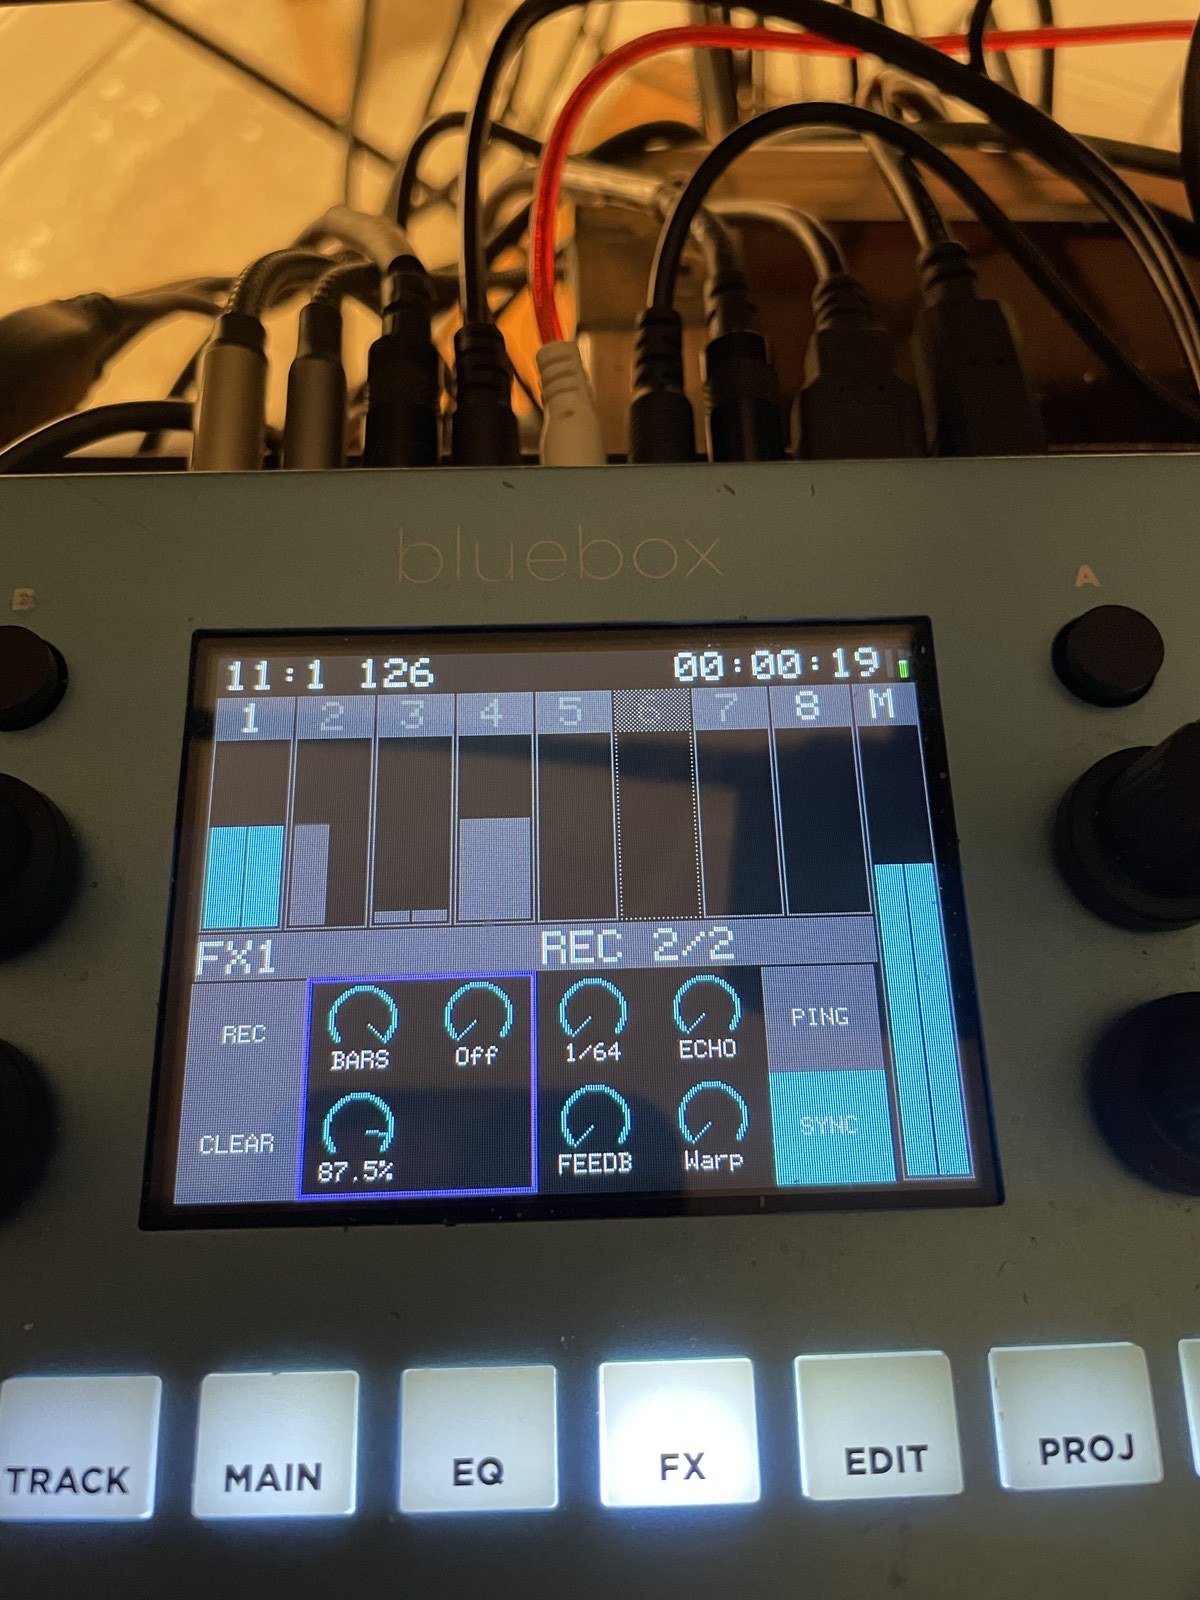 bluebox
B
A
11:1 126 00:00:19
1 2 3 4 5 6 7 8 M
FX1 REC 2/2
REC BARS Off 1/64 ECHO PING
CLEAR 87.5% FEEDB Warp SYNC
TRACK MAIN EQ FX EDIT PROJ